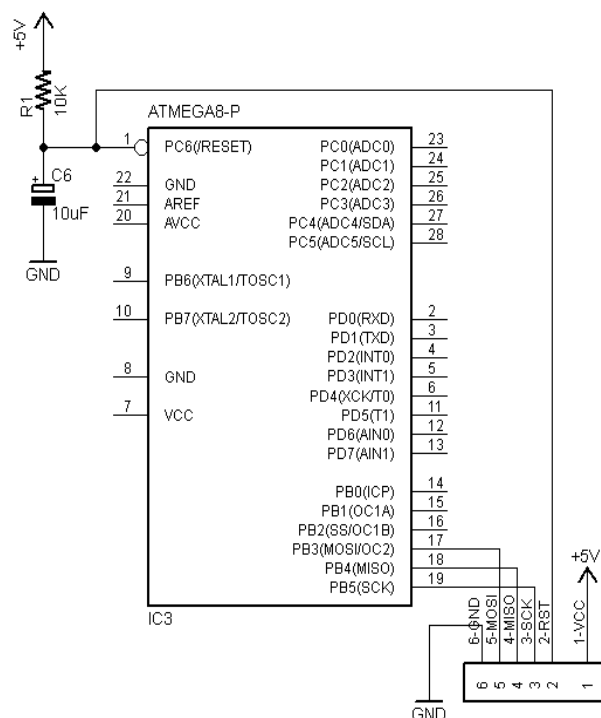 +5V
R1
10K
ATMEGA8-P
1 PC6(/RESET)
22 GND
21 AREF
20 AVCC
9 PB6(XTAL1/TOSC1)
10 PB7(XTAL2/TOSC2)
8 GND
7 VCC
PC0(ADC0) 23
PC1(ADC1) 24
PC2(ADC2) 25
PC3(ADC3) 26
PC4(ADC4/SDA) 27
PC5(ADC5/SCL) 28
PD0(RXD) 2
PD1(TXD) 3
PD2(INT0) 4
PD3(INT1) 5
PD4(XCK/T0) 6
PD5(T1) 11
PD6(AIN0) 12
PD7(AIN1) 13
PB0(ICP) 14
PB1(OC1A) 15
PB2(SS/OC1B) 16
PB3(MOSI/OC2) 17
PB4(MISO) 18
PB5(SCK) 19
IC3
+
C6
10uF
GND
+5V
6-GND
5-MOSI
4-MISO
3-SCK
2-RST
1-VCC
6 5 4 3 2 1
GND